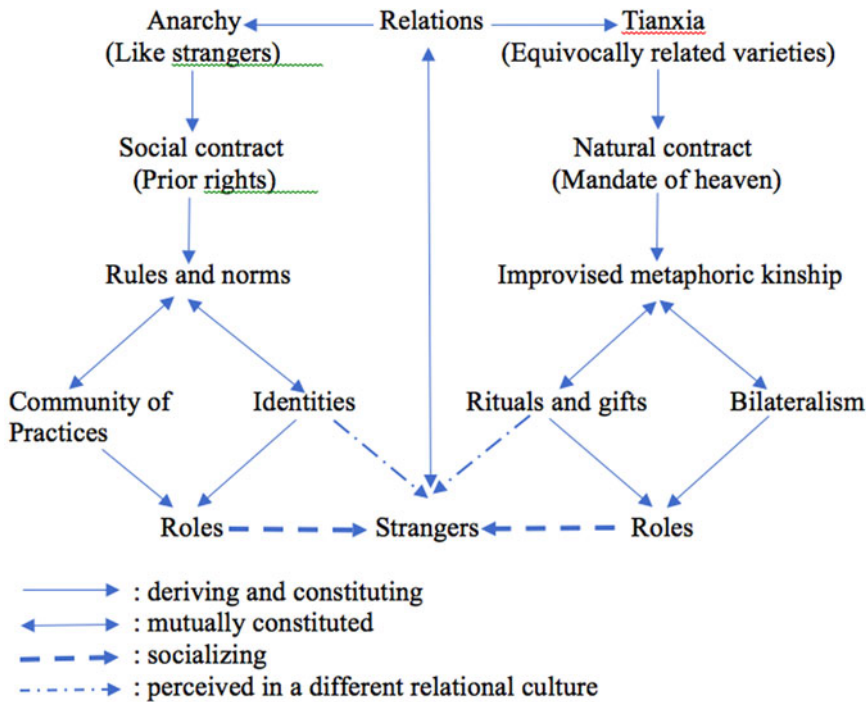 Anarchy Relations Tianxia
(Like strangers) (Equivocally related varieties)
Social contract Natural contract
(Prior rights) (Mandate of heaven)
Rules and norms Improvised metaphoric kinship
Community of Identities Rituals and gifts Bilateralism
Practices
Roles Strangers Roles
: deriving and constituting
: mutually constituted
: socializing
: perceived in a different relational culture